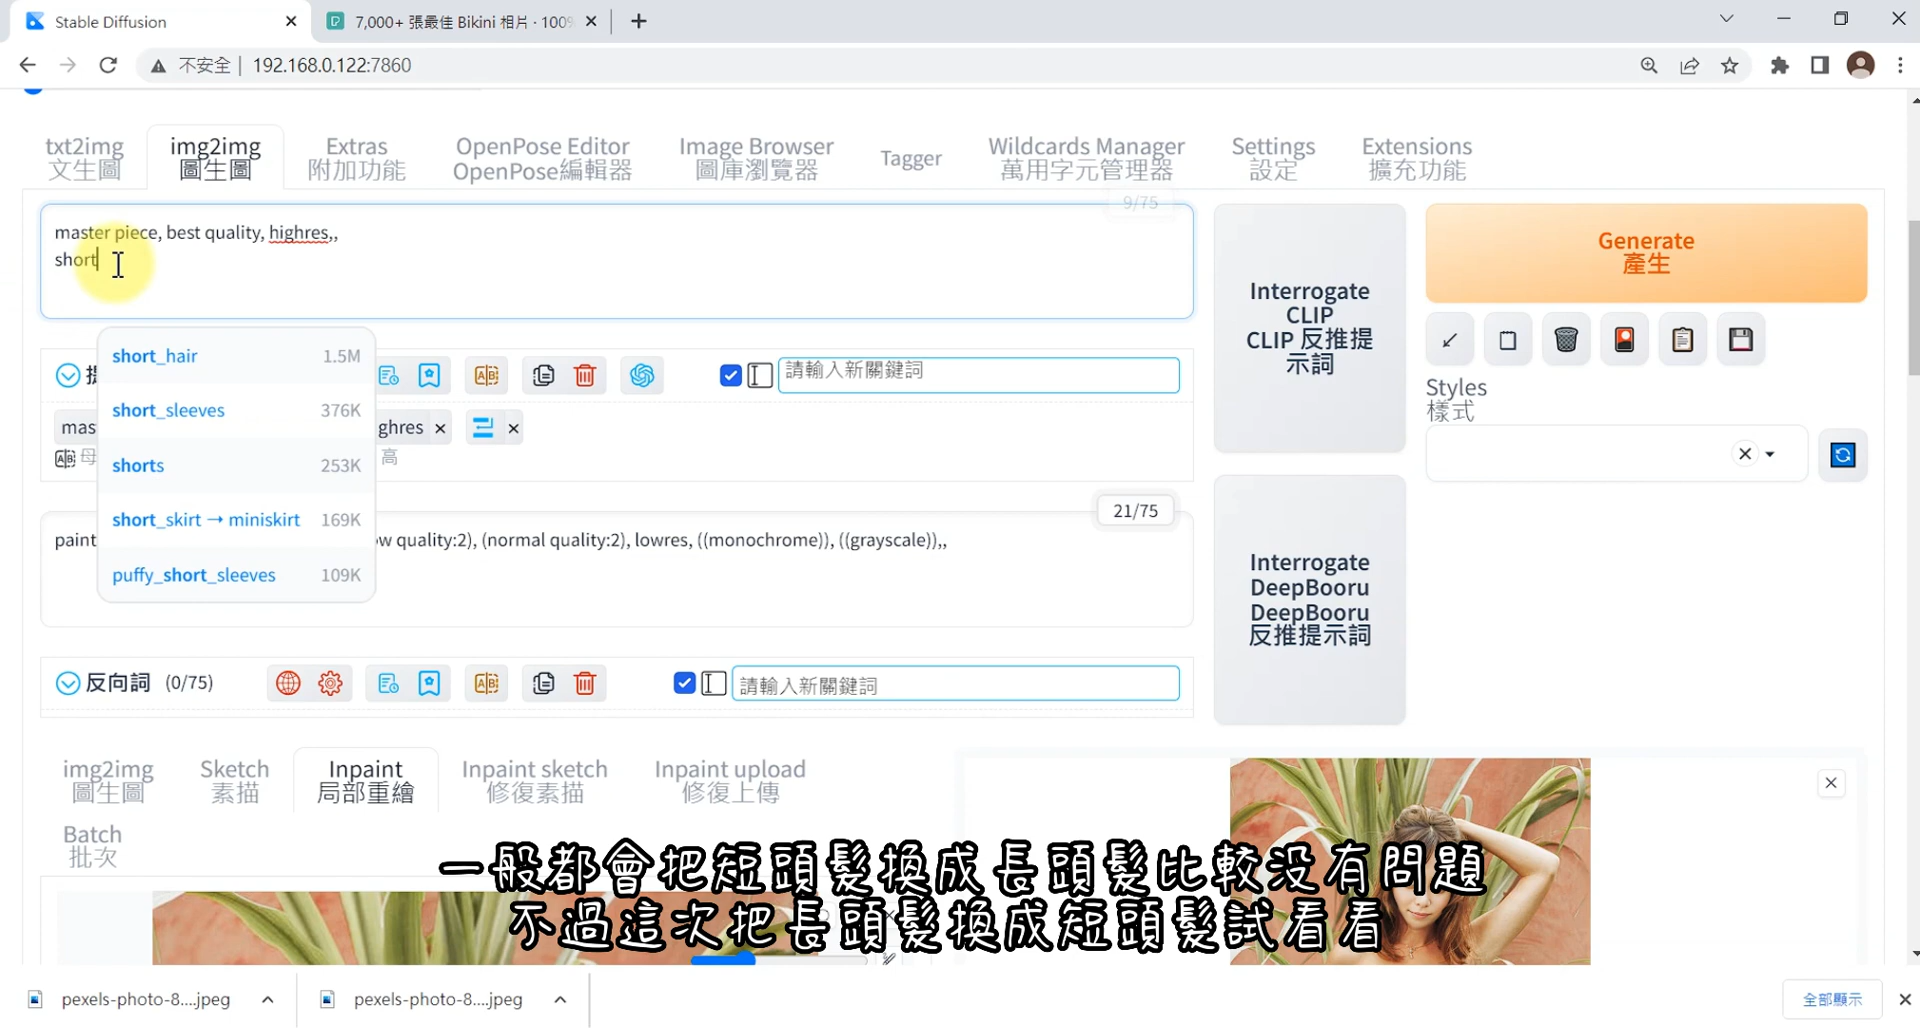 Stable Diffusion
7,000+ 張最佳 Bikini 相片 · 100%
不安全
192.168.0.122:7860
txt2img
文生圖
img2img
圖生圖
Extras
附加功能
OpenPose Editor
OpenPose編輯器
Image Browser
圖庫瀏覽器
Tagger
Wildcards Manager
萬用字元管理器
Settings
設定
Extensions
擴充功能
9/75
master piece, best quality, highres,,
short
short_hair 1.5M
short_sleeves 376K
shorts 253K
short_skirt → miniskirt 169K
puffy_short_sleeves 109K
請輸入新關鍵詞
mas
ghres
母
高
Interrogate
CLIP
CLIP 反推提
示詞
Generate
產生
Styles
樣式
21/75
paint
w quality:2), (normal quality:2), lowres, ((monochrome)), ((grayscale)),,
Interrogate
DeepBooru
DeepBooru
反推提示詞
反向詞 (0/75)
請輸入新關鍵詞
img2img
圖生圖
Sketch
素描
Inpaint
局部重繪
Inpaint sketch
修復素描
Inpaint upload
修復上傳
Batch
批次
一般都會把短頭髮換成長頭髮比較没有問題
不過這次把長頭髮換成短頭髮試看看
pexels-photo-8....jpeg
pexels-photo-8....jpeg
全部顯示